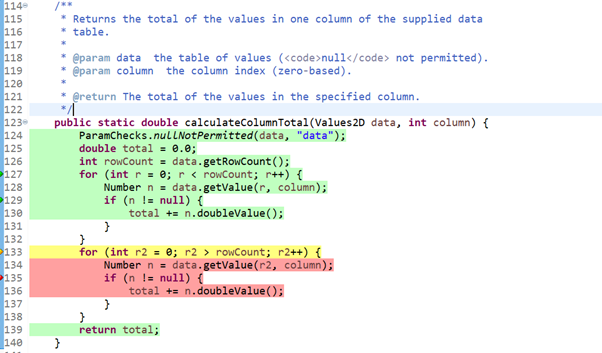 114 /**
115 * Returns the total of the values in one column of the supplied data
116 * table.
117 *
118 * @param data the table of values (<code>null</code> not permitted).
119 * @param column the column index (zero-based).
120 *
121 * @return The total of the values in the specified column.
122 */
123 public static double calculateColumnTotal(Values2D data, int column) {
124 ParamChecks.nullNotPermitted(data, "data");
125 double total = 0.0;
126 int rowCount = data.getRowCount();
127 for (int r = 0; r < rowCount; r++) {
128 Number n = data.getValue(r, column);
129 if (n != null) {
130 total += n.doubleValue();
131 }
132 }
133 for (int r2 = 0; r2 > rowCount; r2++) {
134 Number n = data.getValue(r2, column);
135 if (n != null) {
136 total += n.doubleValue();
137 }
138 }
139 return total;
140 }